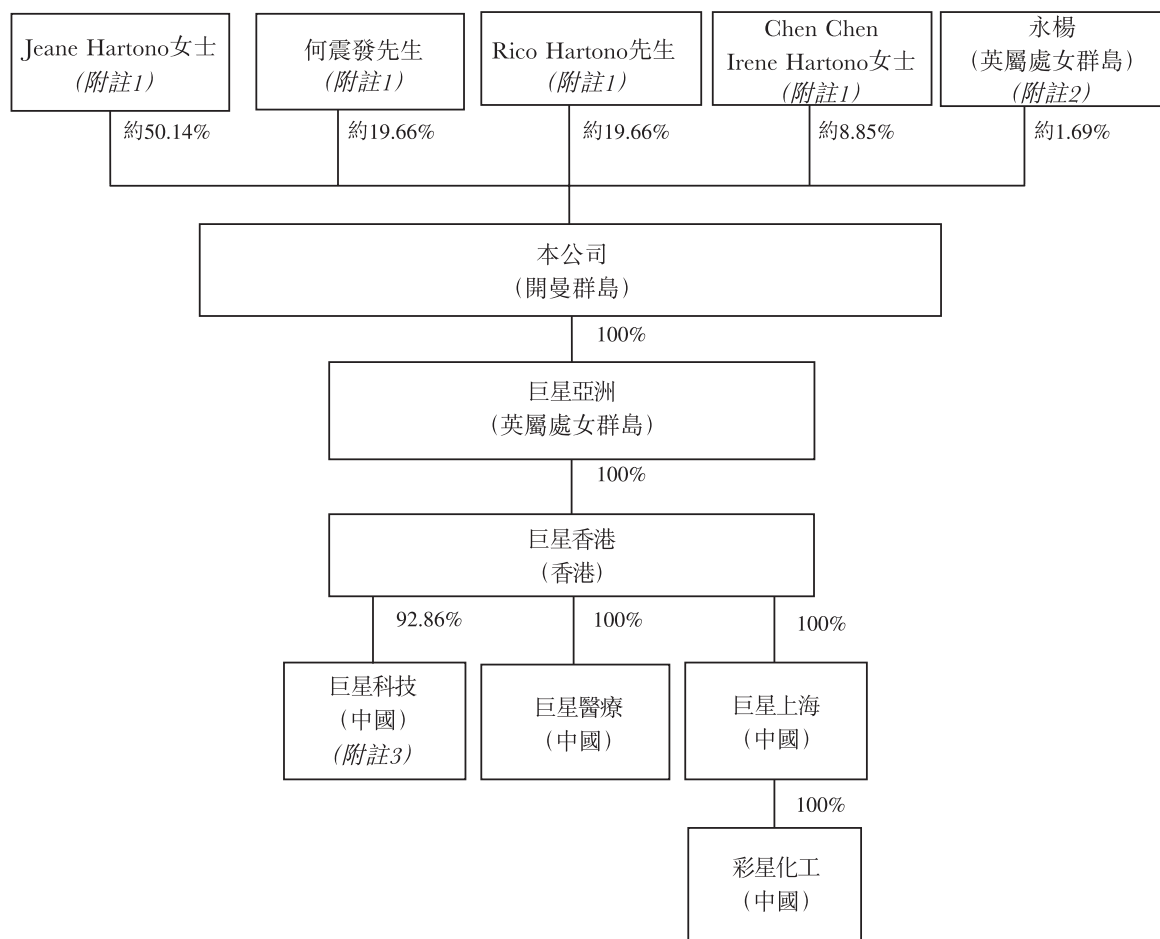 Jeane Hartono女士
(附註1)
何震發先生
(附註1)
Rico Hartono先生
(附註1)
Chen Chen
Irene Hartono女士
(附註1)
永楊
(英屬處女群島)
(附註2)
約50.14%
約19.66%
約19.66%
約8.85%
約1.69%
本公司
(開曼群島)
100%
巨星亞洲
(英屬處女群島)
100%
巨星香港
(香港)
92.86%
100%
100%
巨星科技
(中國)
(附註3)
巨星醫療
(中國)
巨星上海
(中國)
100%
彩星化工
(中國)